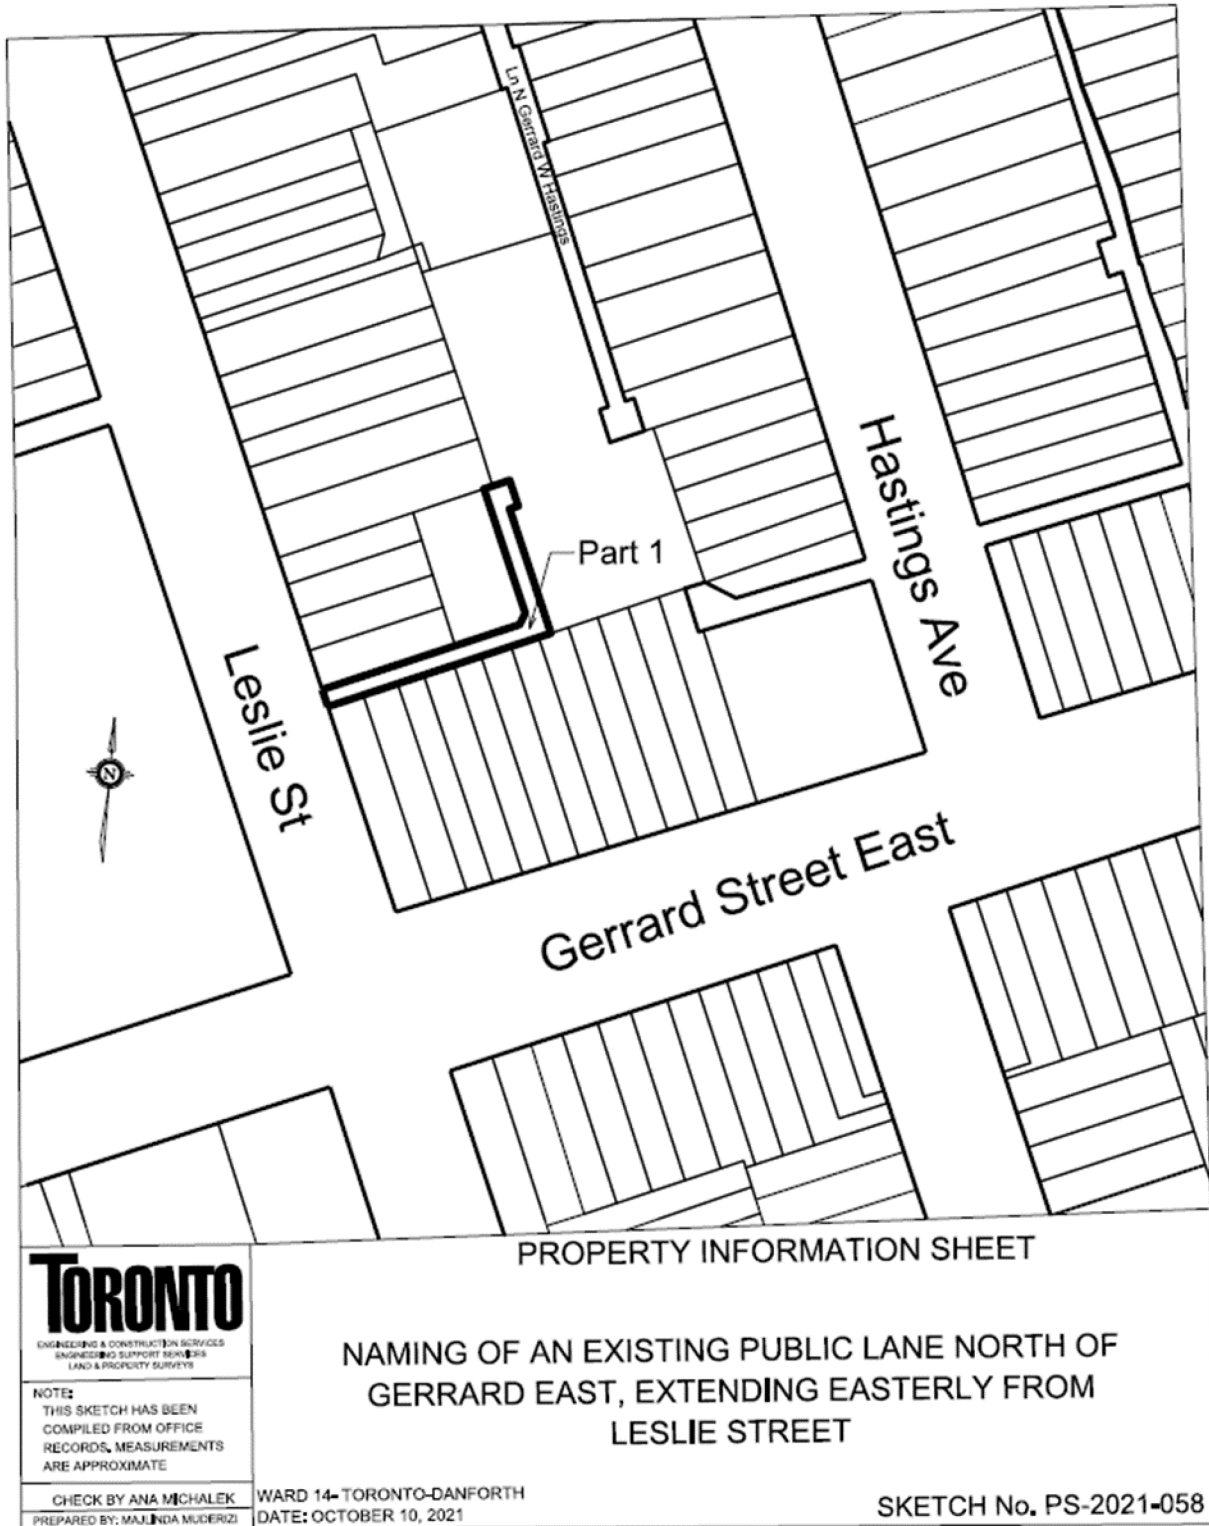 Ln N Gerrard W Hastings
Hastings Ave
Part 1
Leslie St
N
Gerrard Street East
PROPERTY INFORMATION SHEET
TORONTO
ENGINEERING & CONSTRUCTION SERVICES
ENGINEERING SUPPORT SERVICES
LAND & PROPERTY SURVEYS
NAMING OF AN EXISTING PUBLIC LANE NORTH OF
GERRARD EAST, EXTENDING EASTERLY FROM
LESLIE STREET
NOTE:
THIS SKETCH HAS BEEN
COMPILED FROM OFFICE
RECORDS, MEASUREMENTS
ARE APPROXIMATE
CHECK BY ANA MICHALEK
PREPARED BY: MAJLINDA MUDERIZI
WARD 14- TORONTO-DANFORTH
DATE: OCTOBER 10, 2021
SKETCH No. PS-2021-058